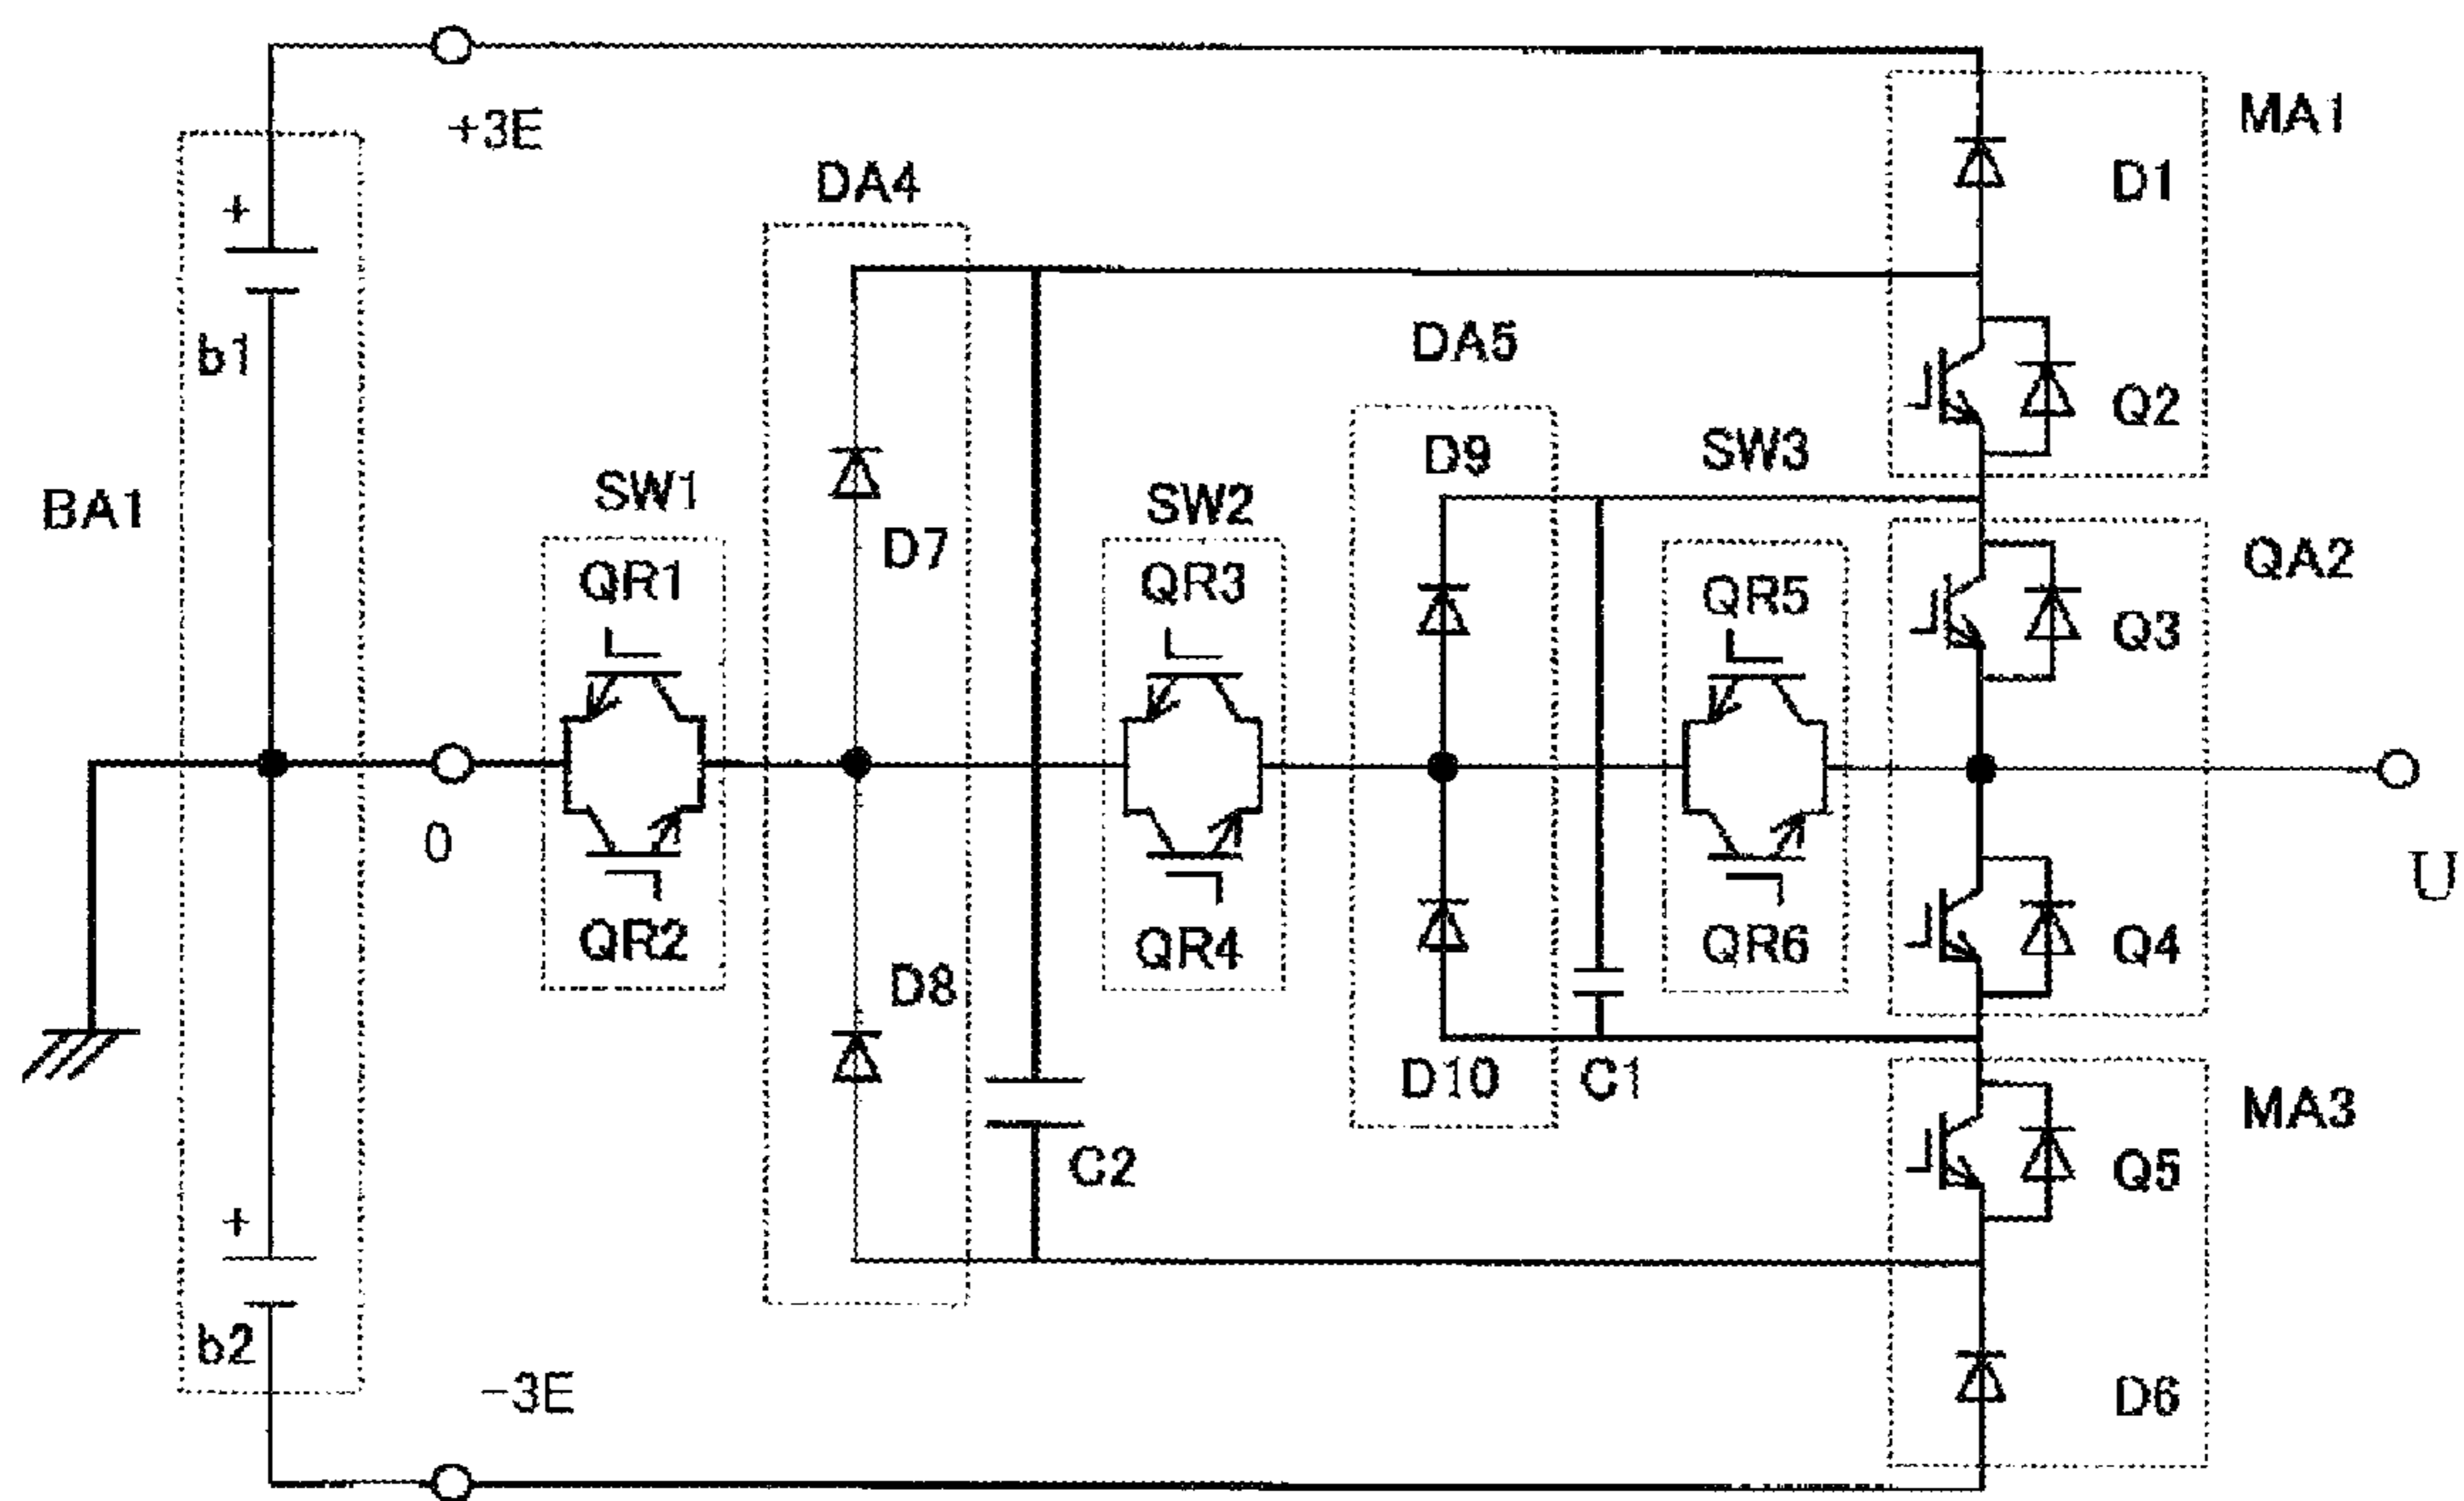 +3E
MA1
D1
DA4
+
b1
DA5
Q2
D9
SW3
BA1
SW1
SW2
D7
QA2
QR1
QR3
QR5
Q3
0
U
QR2
QR4
QR6
Q4
D8
D10
C1
MA3
C2
Q5
+
b2
-3E
D6